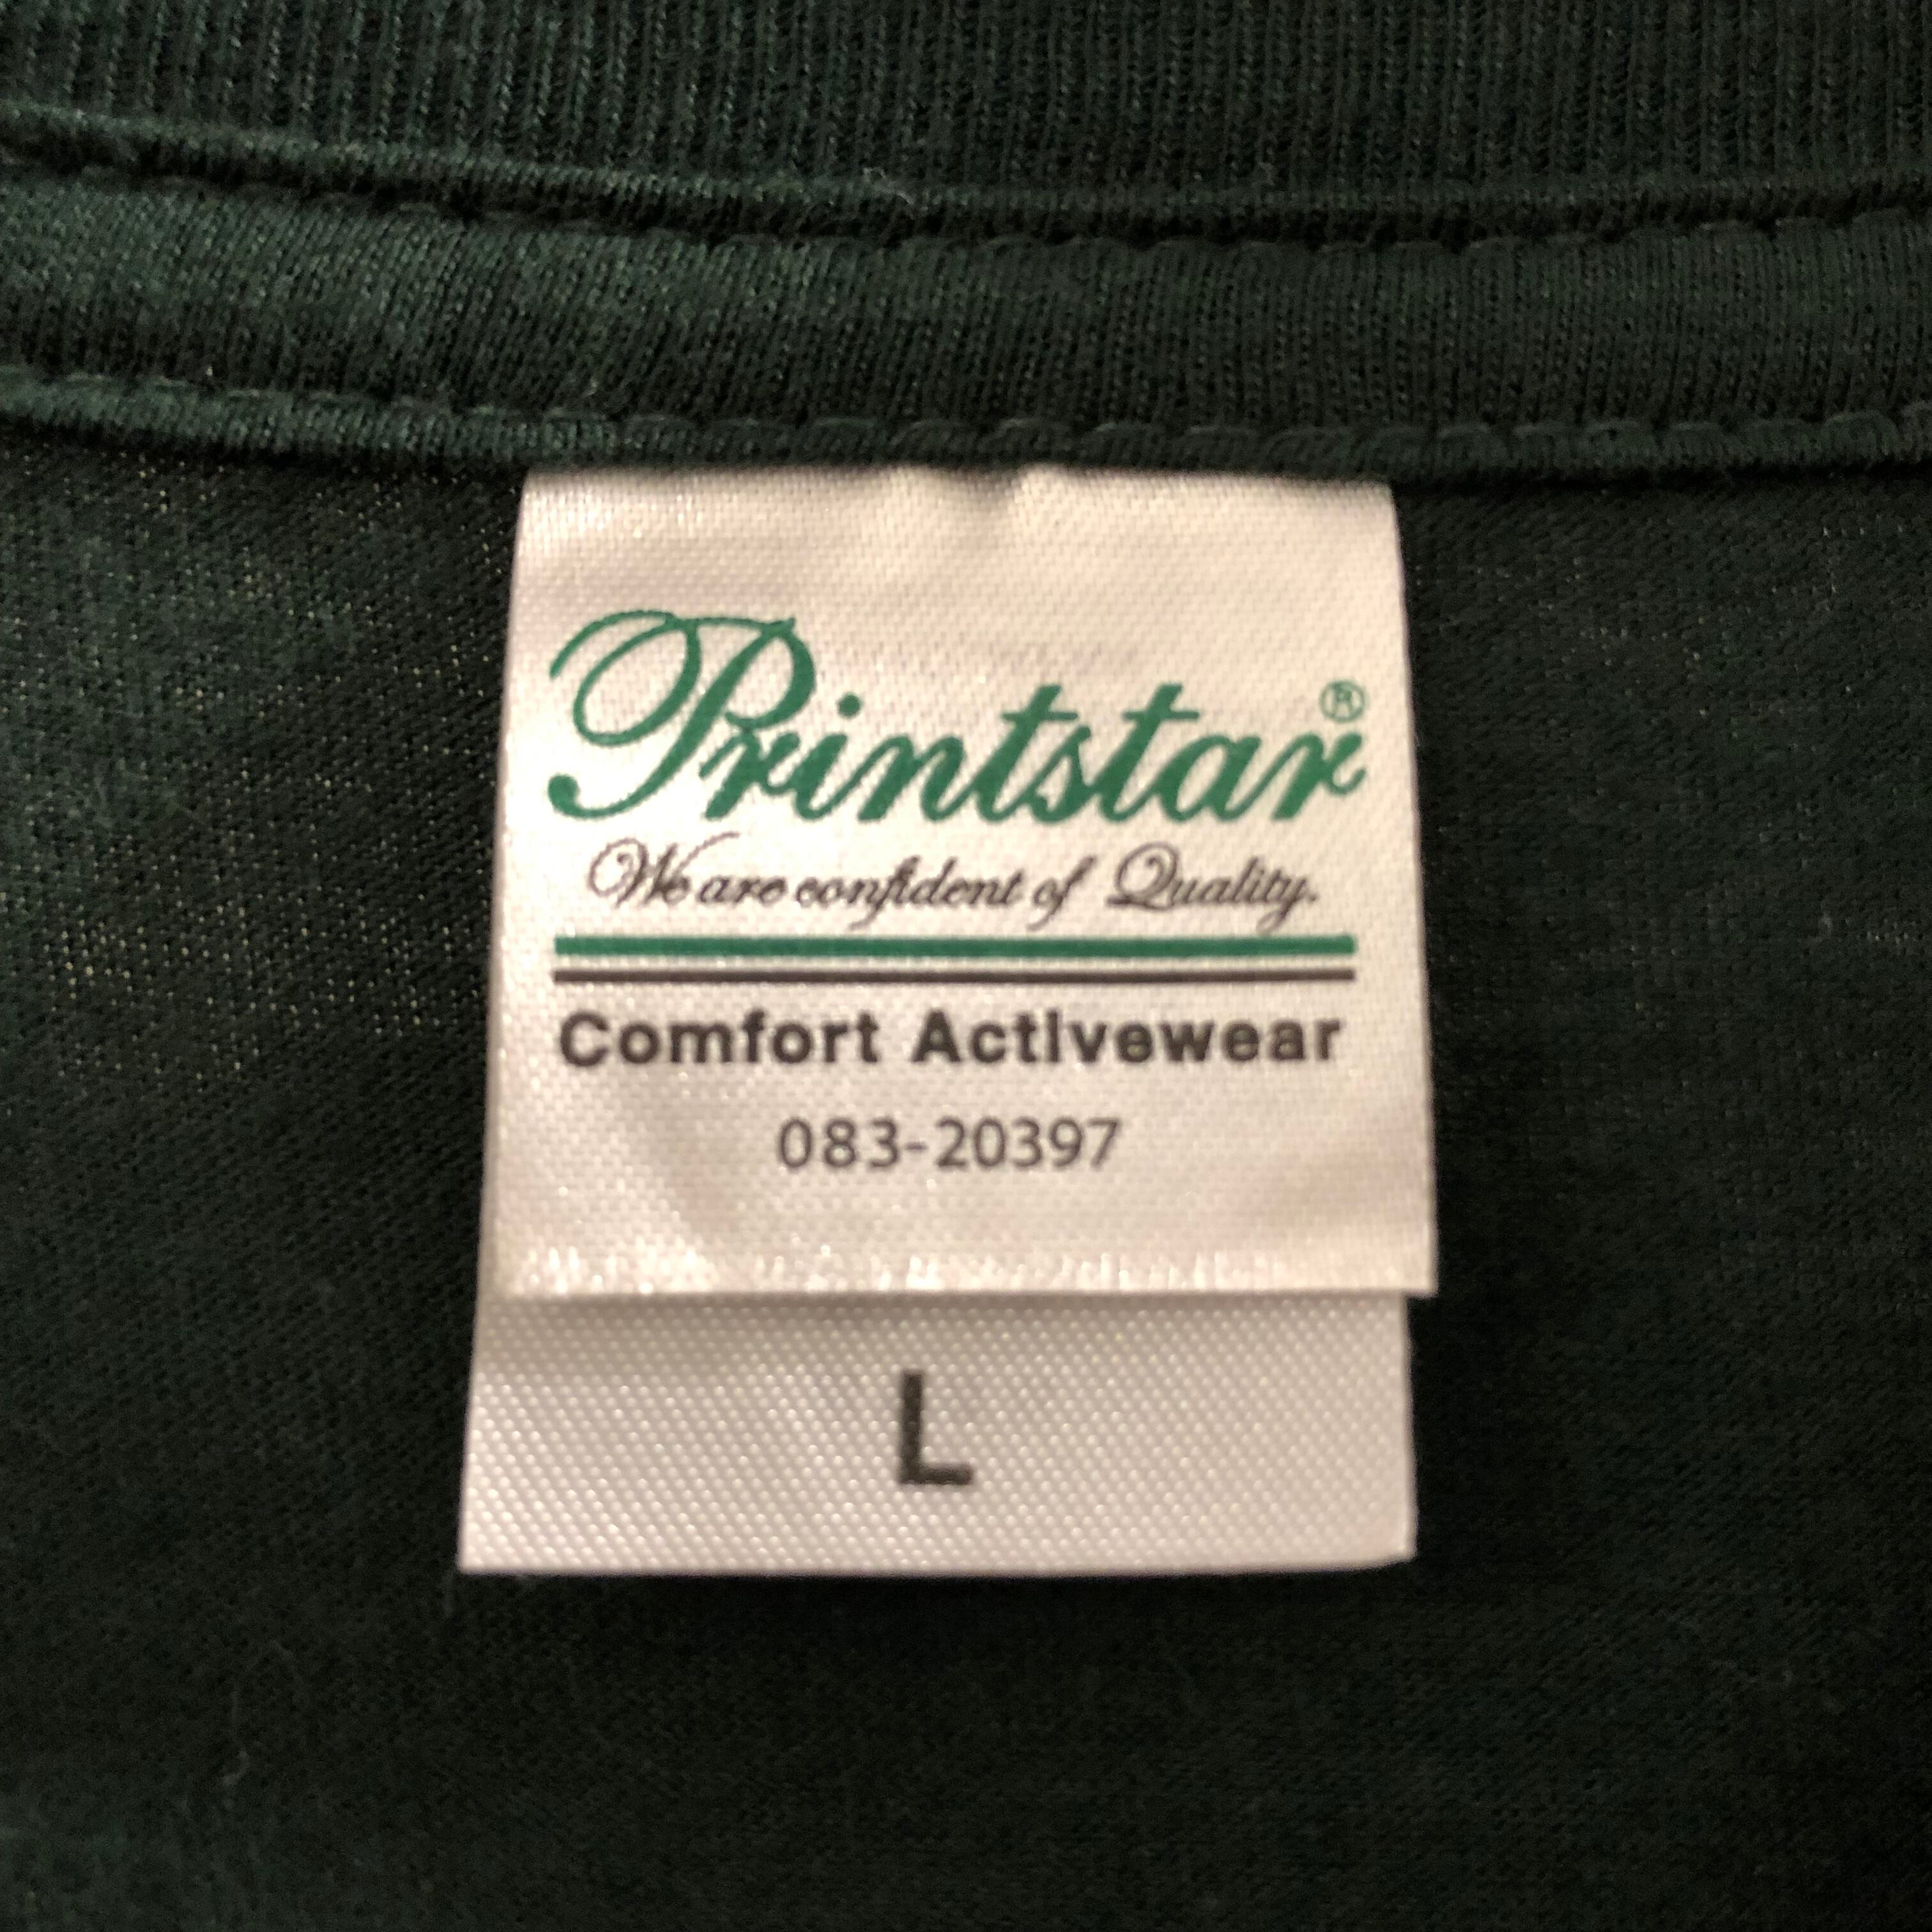 Printstar®
We are confident of Quality.
Comfort Activewear
083-20397
L